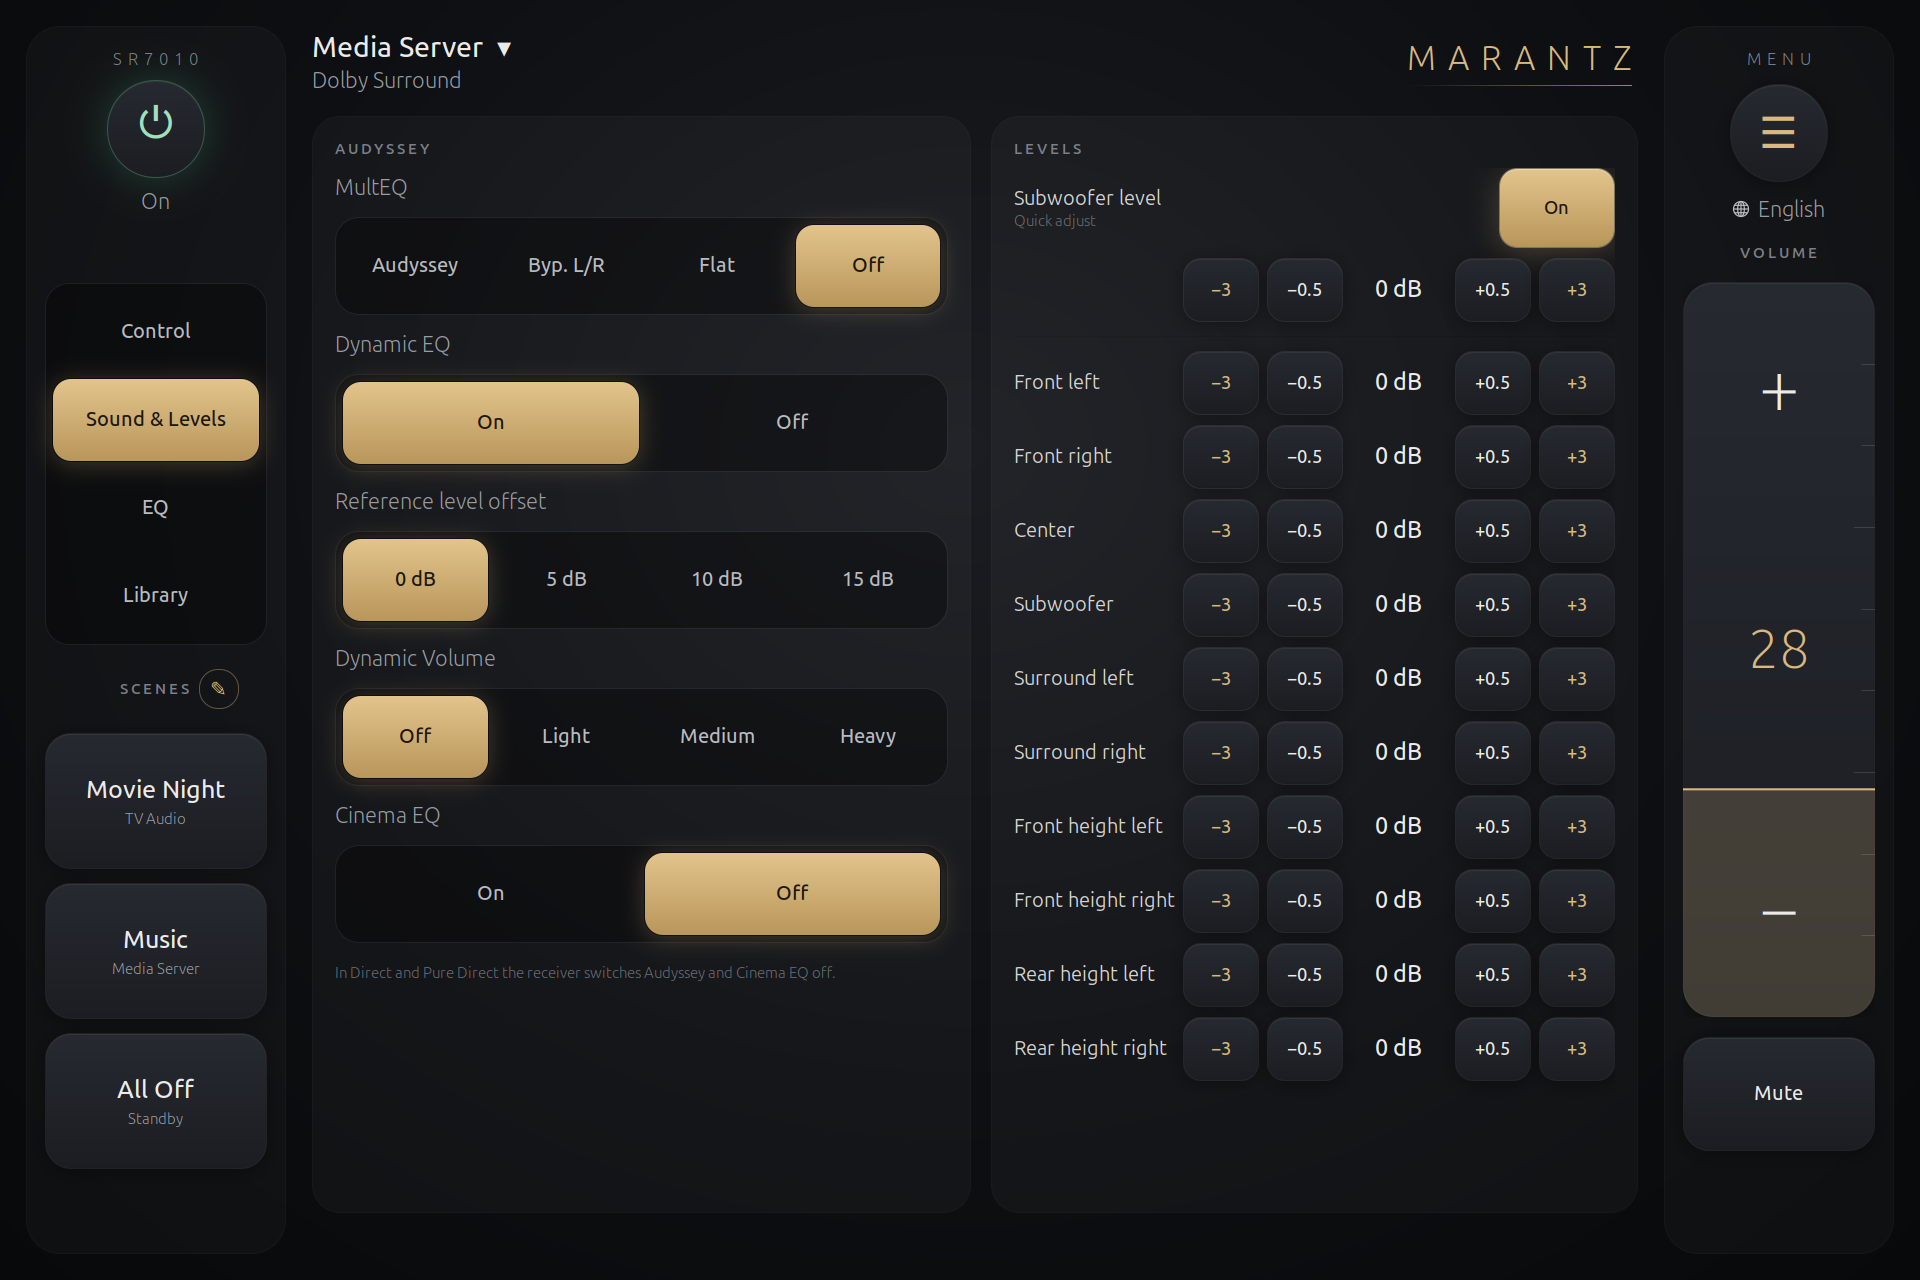 SR7010
On
Control
Sound & Levels
EQ
Library
SCENES ✎
Movie Night
TV Audio
Music
Media Server
All Off
Standby
Media Server ▼
Dolby Surround
MARANTZ
AUDYSSEY
MultEQ
Audyssey Byp. L/R Flat Off
Dynamic EQ
On Off
Reference level offset
0 dB 5 dB 10 dB 15 dB
Dynamic Volume
Off Light Medium Heavy
Cinema EQ
On Off
In Direct and Pure Direct the receiver switches Audyssey and Cinema EQ off.
LEVELS
Subwoofer level On
Quick adjust
−3 −0.5 0 dB +0.5 +3
Front left −3 −0.5 0 dB +0.5 +3
Front right −3 −0.5 0 dB +0.5 +3
Center −3 −0.5 0 dB +0.5 +3
Subwoofer −3 −0.5 0 dB +0.5 +3
Surround left −3 −0.5 0 dB +0.5 +3
Surround right −3 −0.5 0 dB +0.5 +3
Front height left −3 −0.5 0 dB +0.5 +3
Front height right −3 −0.5 0 dB +0.5 +3
Rear height left −3 −0.5 0 dB +0.5 +3
Rear height right −3 −0.5 0 dB +0.5 +3
MENU
English
VOLUME
+
28
−
Mute